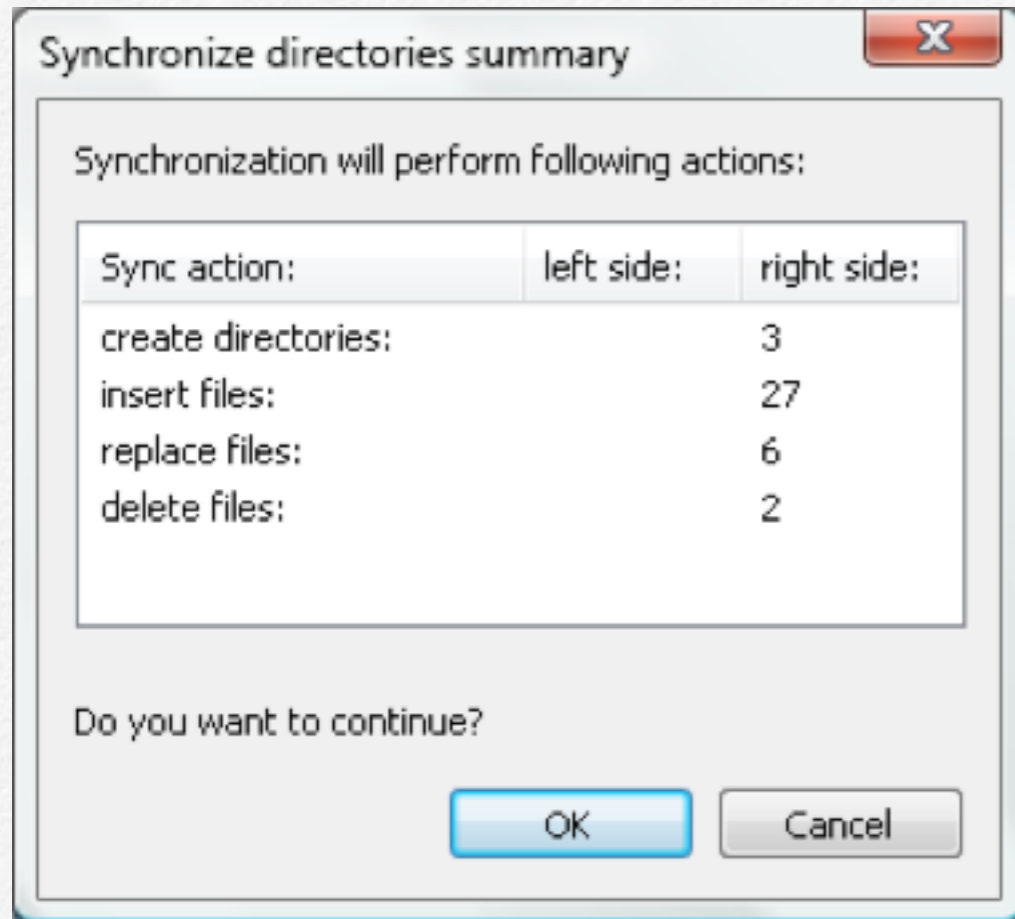 Synchronize directories summary
Synchronization will perform following actions:
Sync action: left side: right side:
create directories: 3
insert files: 27
replace files: 6
delete files: 2
Do you want to continue?
OK Cancel